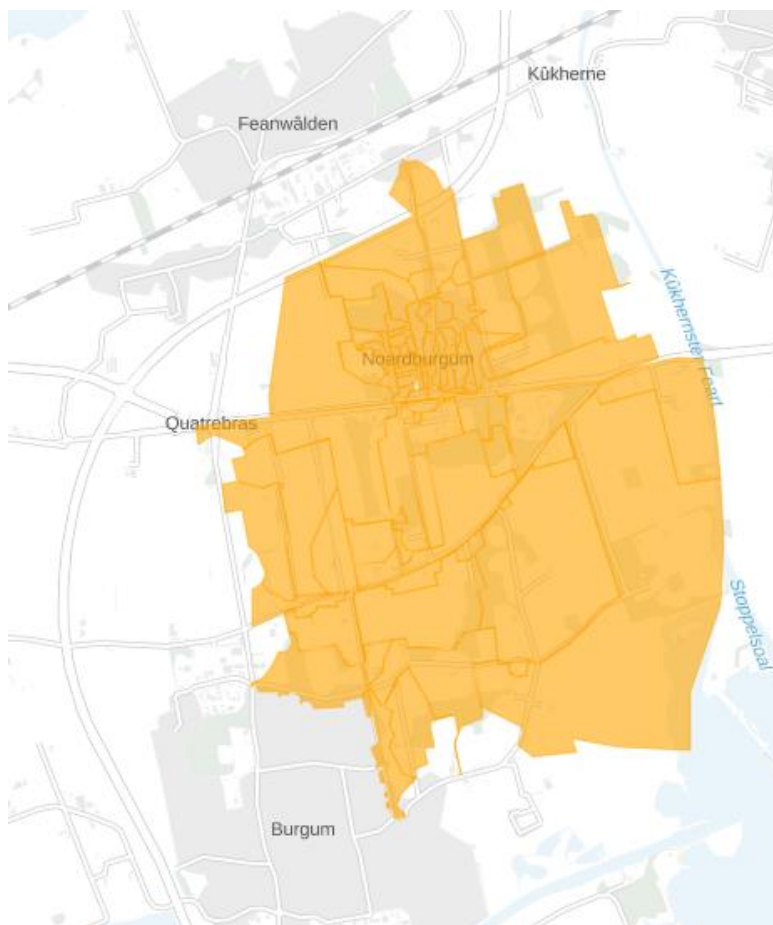 Kûkherne
Feanwâlden
Kûkhernster Feart
Noardburgum
Quatrebras
Stoppelsoal
Burgum